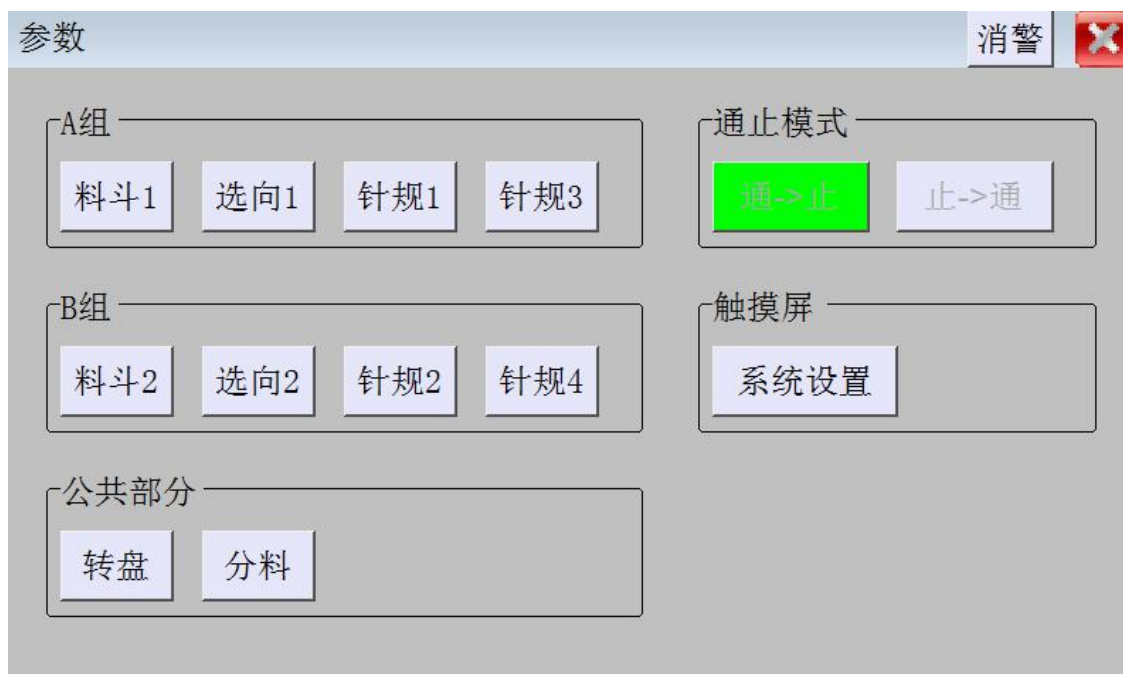 参数
消警
A组
料斗1 选向1 针规1 针规3
通止模式
通->止 止->通
B组
料斗2 选向2 针规2 针规4
触摸屏
系统设置
公共部分
转盘 分料